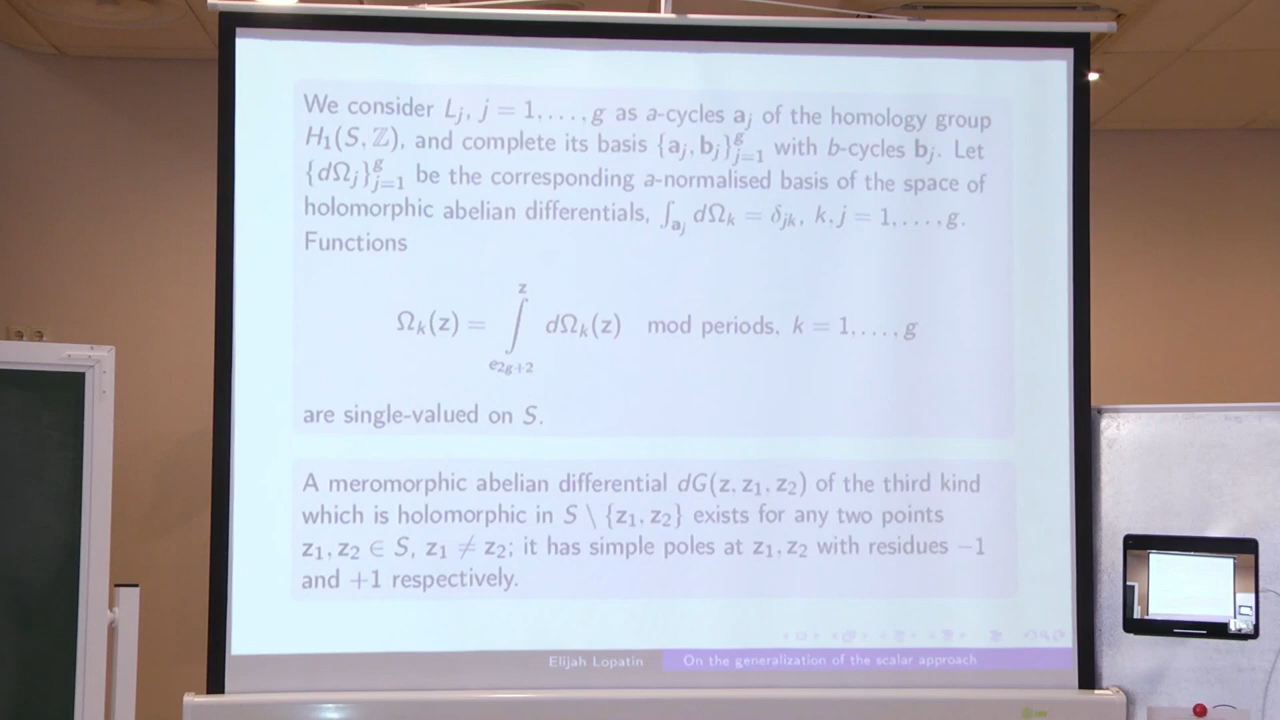 We consider L_j, j = 1, . . . , g as a-cycles a_j of the homology group
H_1(S, ℤ), and complete its basis {a_j, b_j}_{j=1}^g with b-cycles b_j. Let
{dΩ_j}_{j=1}^g be the corresponding a-normalised basis of the space of
holomorphic abelian differentials, ∫_{a_j} dΩ_k = δ_{jk}, k, j = 1, . . . , g.
Functions
Ω_k(z) = ∫_{e_{2g+2}}^{z} dΩ_k(z) mod periods, k = 1, . . . , g
are single-valued on S.
A meromorphic abelian differential dG(z, z_1, z_2) of the third kind
which is holomorphic in S \ {z_1, z_2} exists for any two points
z_1, z_2 ∈ S, z_1 ≠ z_2; it has simple poles at z_1, z_2 with residues −1
and +1 respectively.
Elijah Lopatin On the generalization of the scalar approach